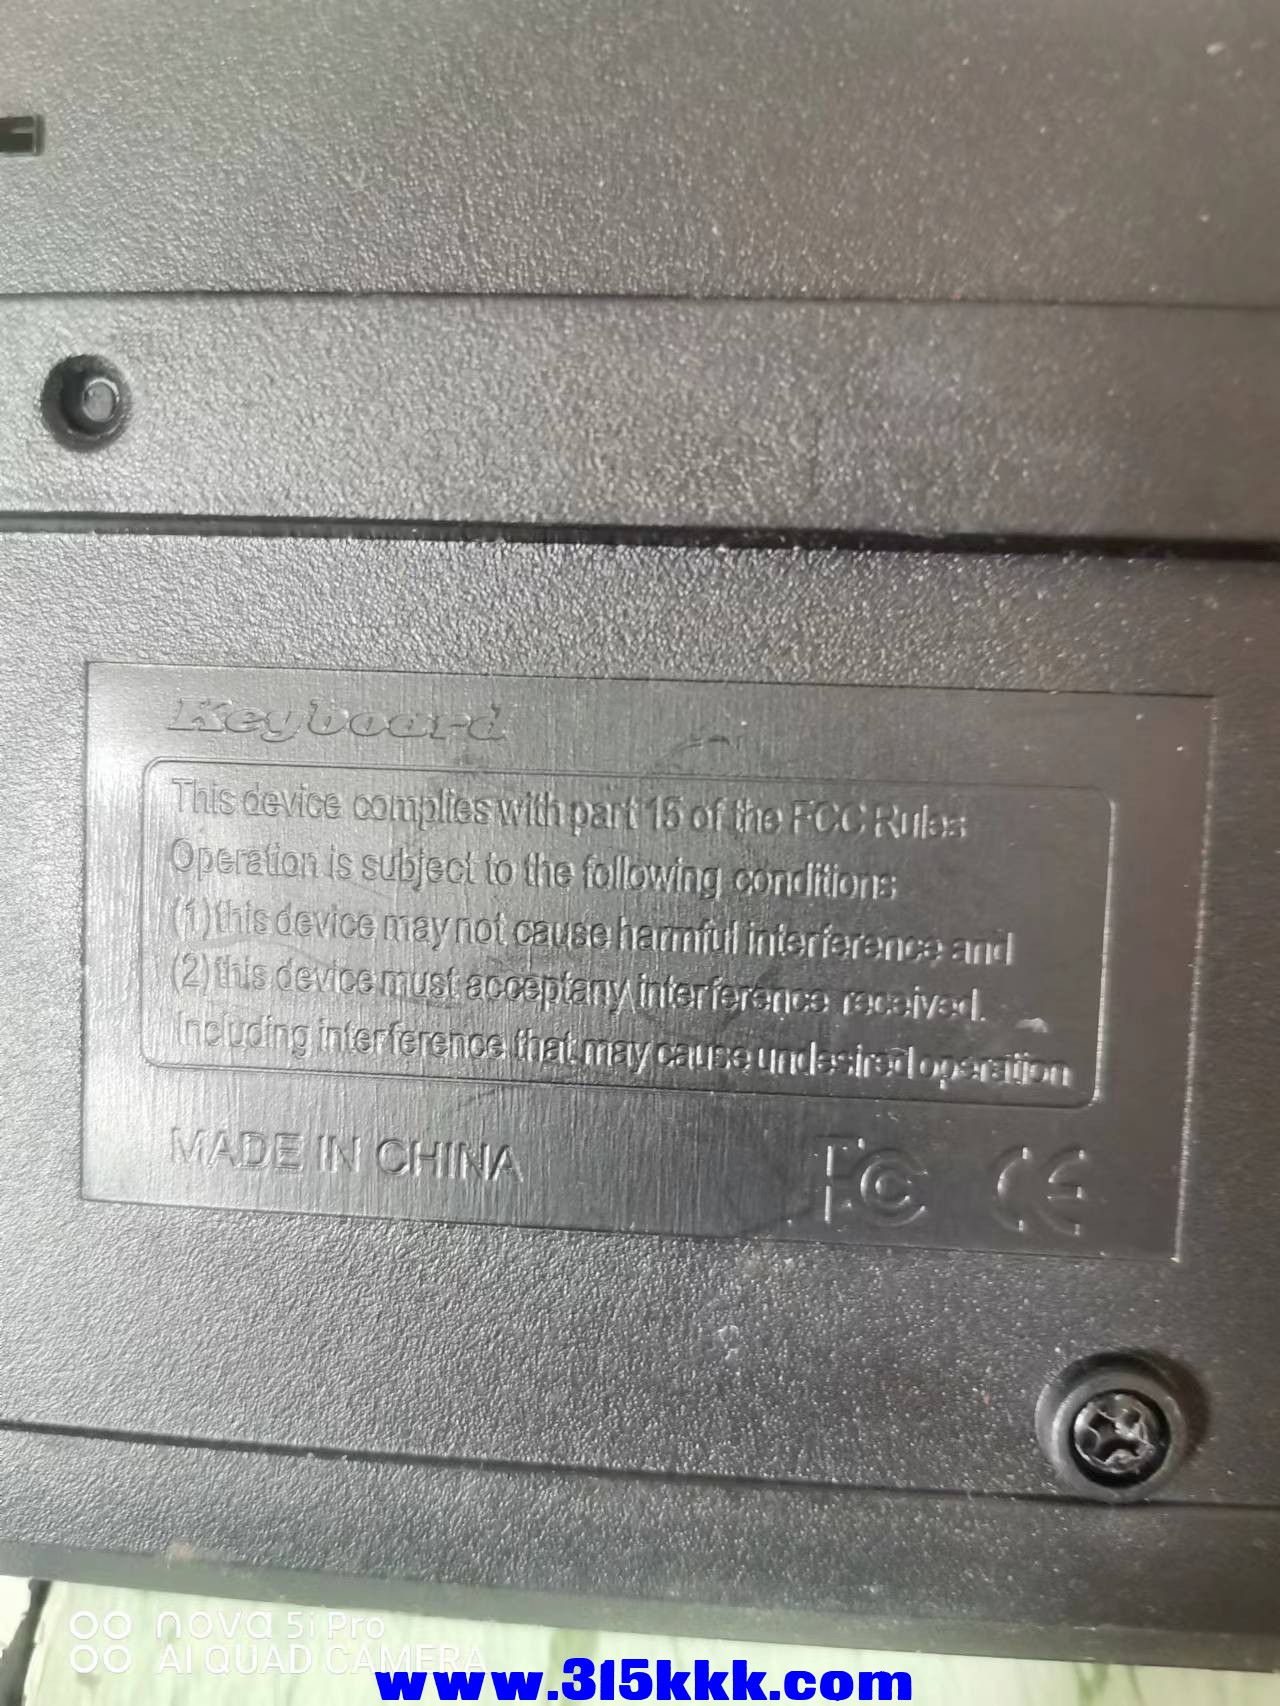 Keyboard
This device complies with part 15 of the FCC Rules
Operation is subject to the following conditions
(1) this device may not cause harmful interference and
(2) this device must accept any interference received.
Including interference that may cause undesired operation
MADE IN CHINA
FC CE
nova 5i Pro
AI QUAD CAMERA
www.315kkk.com